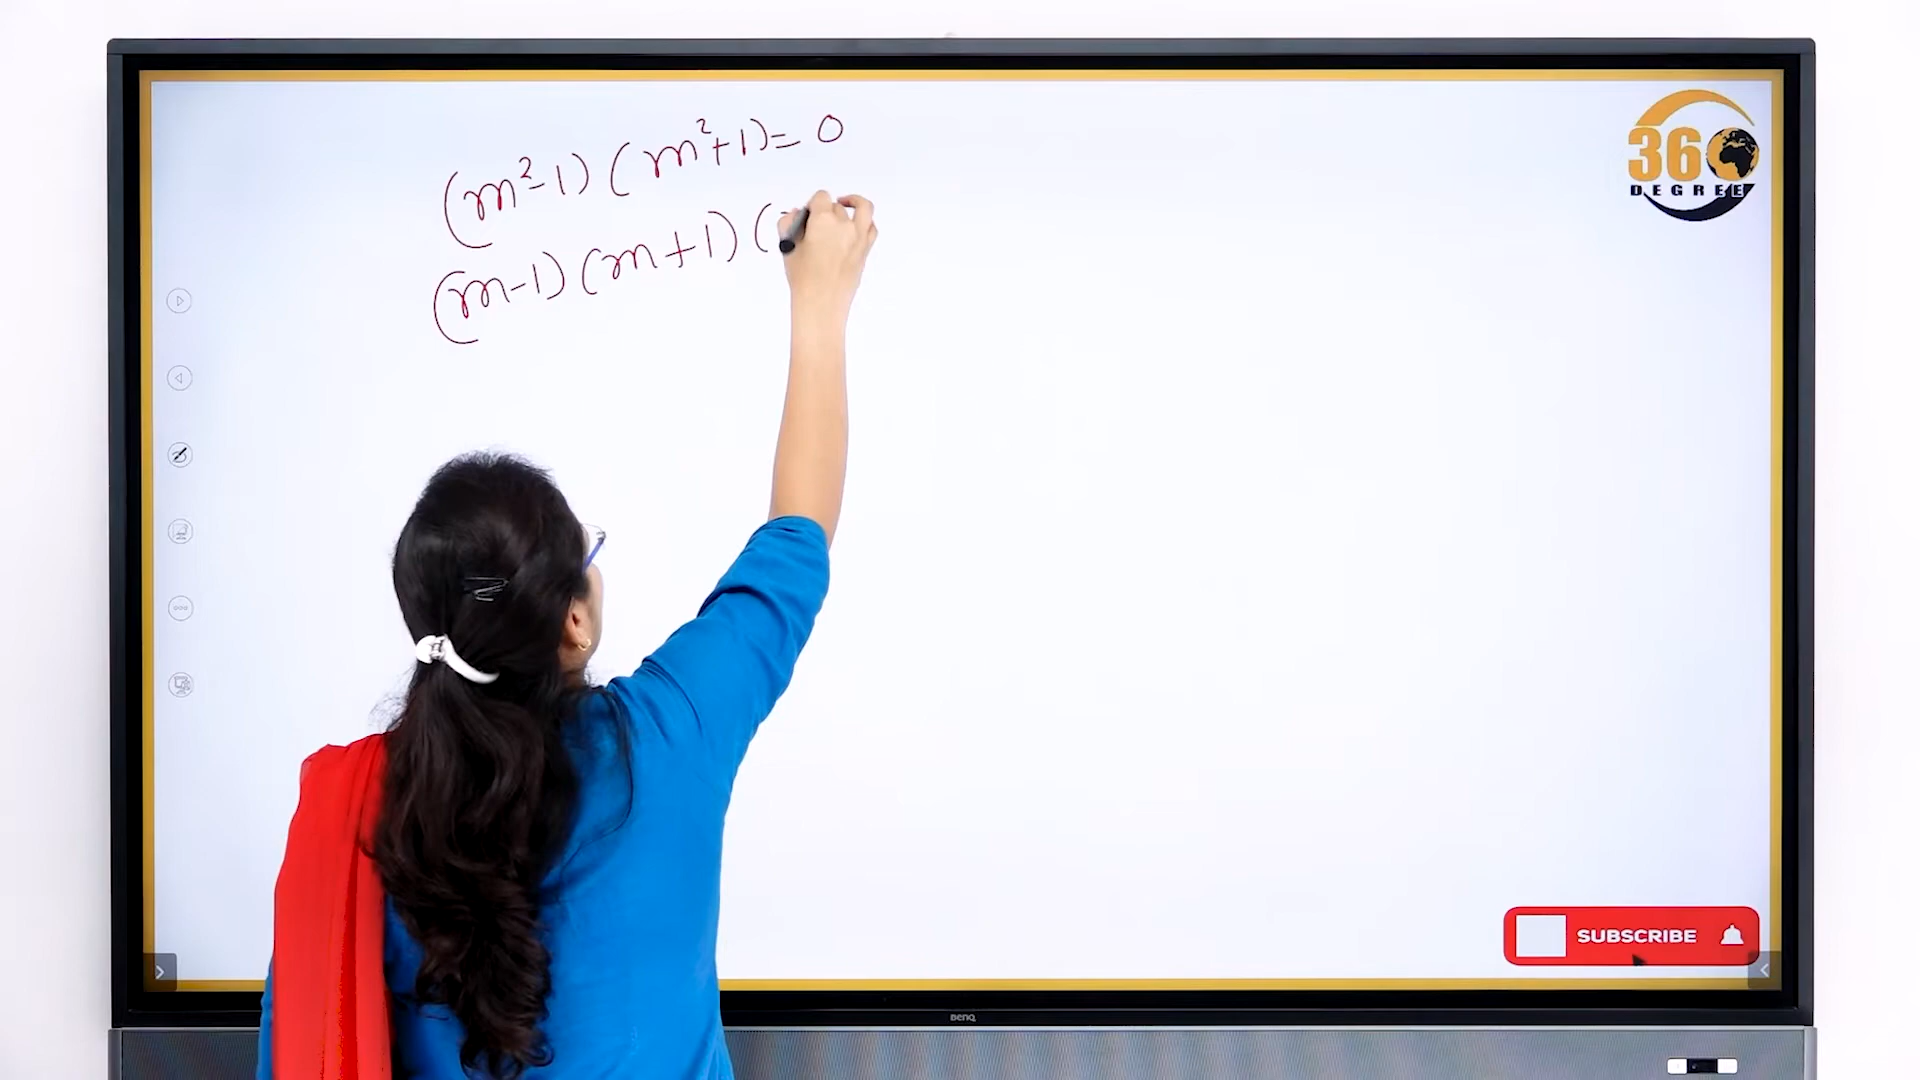 (m²-1) (m²+1)= 0
(m-1) (m+1) (
360
DEGREE
SUBSCRIBE
BenQ